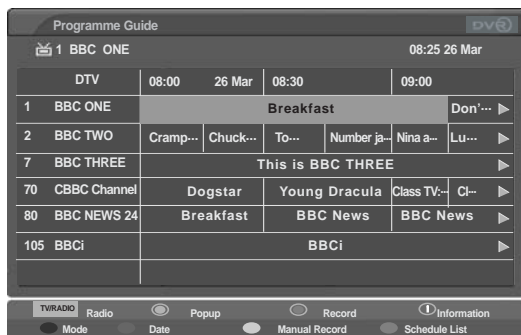 Programme Guide DVR
1 BBC ONE 08:25 26 Mar
DTV 08:00 26 Mar 08:30 09:00
1 BBC ONE Breakfast Don'···
2 BBC TWO Cramp··· Chuck··· To··· Number ja··· Nina a··· Lu···
7 BBC THREE This is BBC THREE
70 CBBC Channel Dogstar Young Dracula Class TV:··· Cl···
80 BBC NEWS 24 Breakfast BBC News BBC News
105 BBCi BBCi
TV/RADIO Radio Popup Record Information
Mode Date Manual Record Schedule List